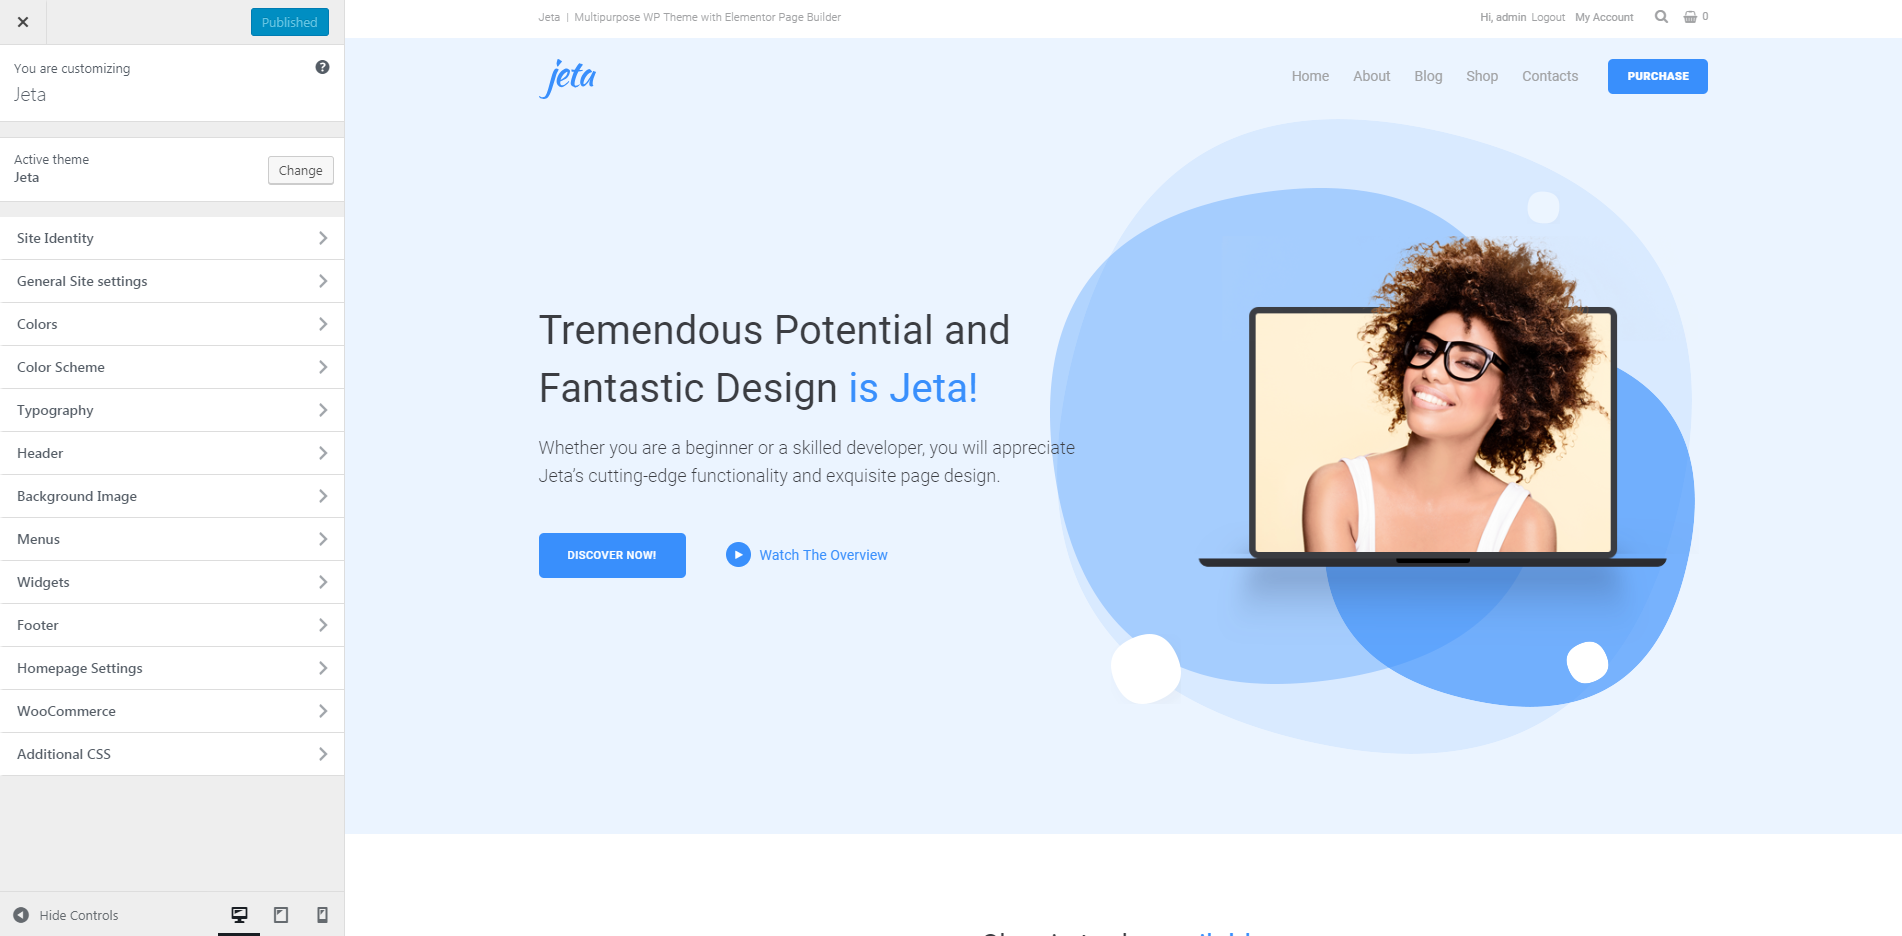 Published
You are customizing
Jeta
Active theme
Jeta
Change
Site Identity
General Site settings
Colors
Color Scheme
Typography
Header
Background Image
Menus
Widgets
Footer
Homepage Settings
WooCommerce
Additional CSS
Hide Controls
Jeta | Multipurpose WP Theme with Elementor Page Builder
Hi, admin Logout My Account 0
jeta
Home About Blog Shop Contacts PURCHASE
Tremendous Potential and
Fantastic Design is Jeta!
Whether you are a beginner or a skilled developer, you will appreciate
Jeta’s cutting-edge functionality and exquisite page design.
DISCOVER NOW!
Watch The Overview